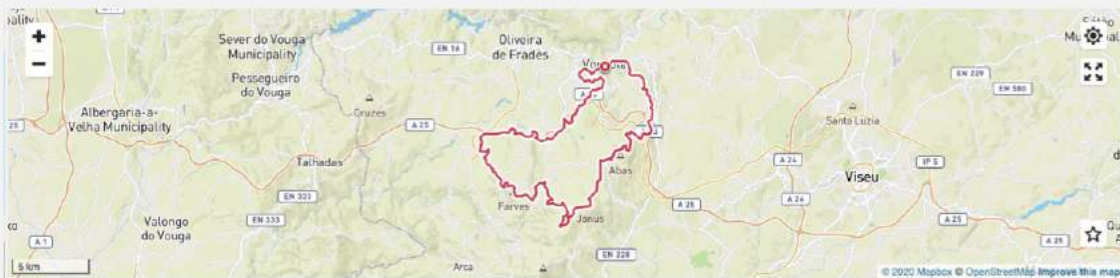 EN 16
Oliveira
de Frades
Sever do Vouga
Municipality
Pessegueiro
do Vouga
Albergaria-a-
Velha Municipality
25
Cruzes
A 25
Talhadas
EN 333
EN 333
Valongo
do Vouga
A 1
Farves
Janus
Abas
Arca
EN 228
A 25
A 24
A 24
Viseu
Santa Luzia
IP 5
EN 229
EN 580
A 25
A 25
5 km
© 2020 Mapbox © OpenStreetMap Improve this map